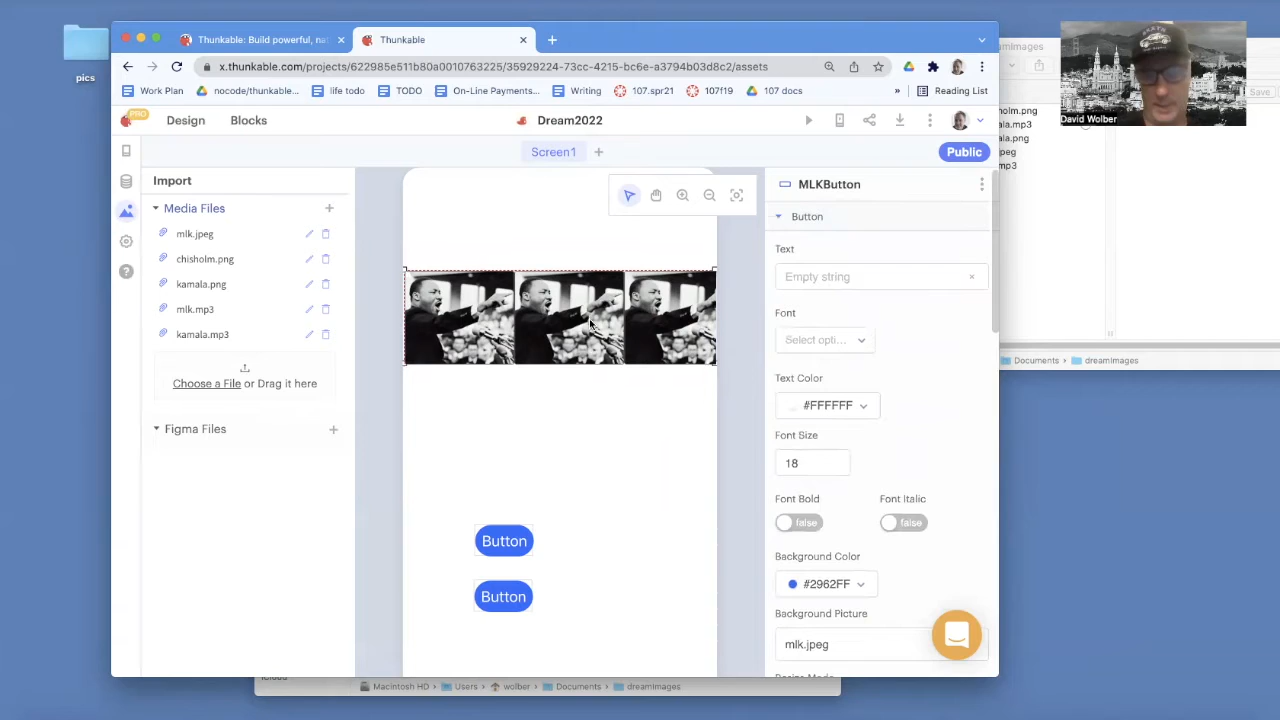 pics
Thunkable: Build powerful, nat
Thunkable
x.thunkable.com/projects/622985e511b80a0010763225/35929224-73cc-4215-bc6e-a3794b03d8c2/assets
Work Plan
nocode/thunkable...
life todo
TODO
On-Line Payments...
Writing
107.spr21
107f19
107 docs
»
Reading List
PRO
Design
Blocks
Dream2022
Screen1
Public
Import
Media Files
mlk.jpeg
chisholm.png
kamala.png
mlk.mp3
kamala.mp3
Choose a File or Drag it here
Figma Files
Button
Button
MLKButton
Button
Text
Empty string
Font
Select opti...
Text Color
#FFFFFF
Font Size
18
Font Bold
Font Italic
false
false
Background Color
#2962FF
Background Picture
mlk.jpeg
Macintosh HD › Users › wolber › Documents › dreamImages
Save
David Wolber
Documents › dreamImages